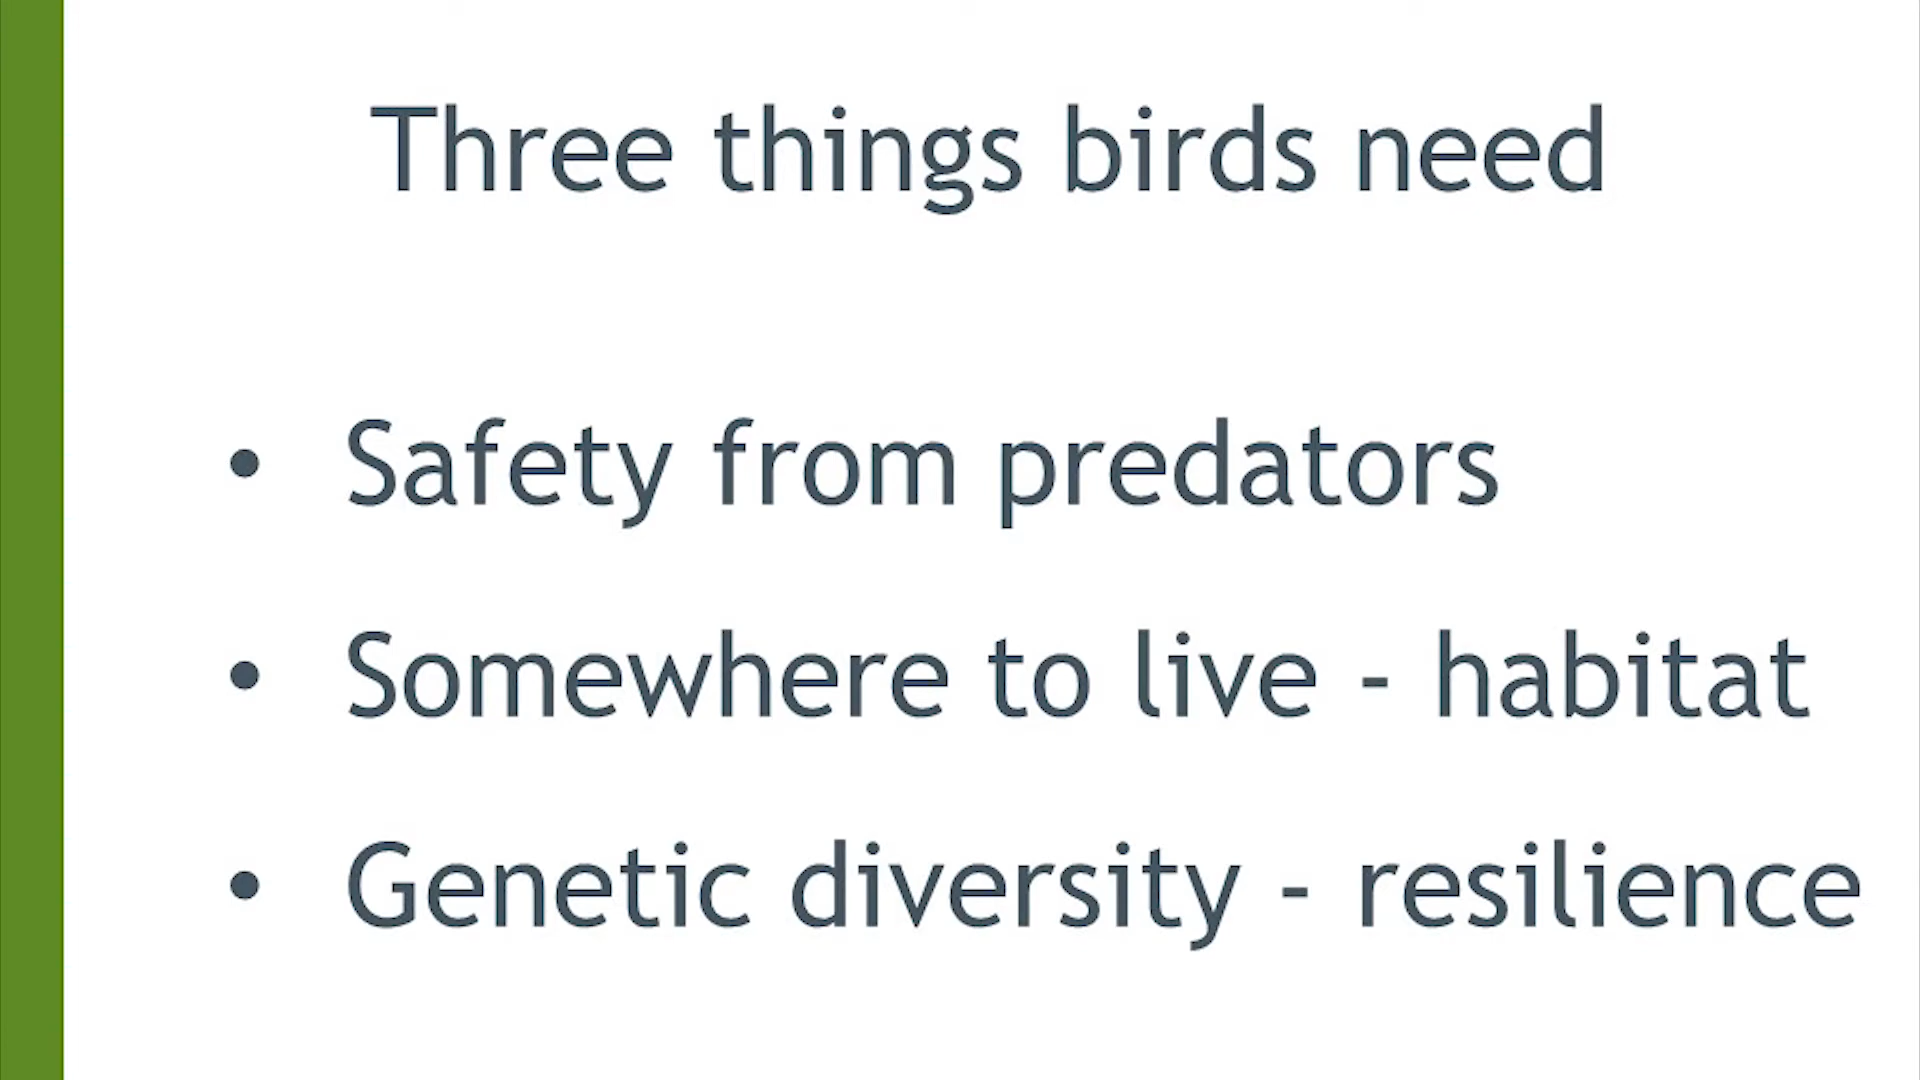 Three things birds need
• Safety from predators
• Somewhere to live - habitat
• Genetic diversity - resilience